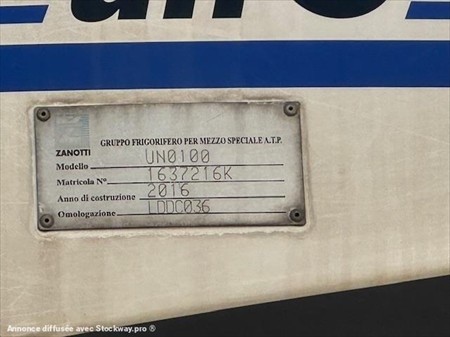 ZANOTTI
GRUPPO FRIGORIFERO PER MEZZO SPECIALE A.T.P.
Modello UN0100
Matricola N° 1637216K
Anno di costruzione 2016
Omologazione LDDC036
Annonce diffusée avec Stockway.pro ®